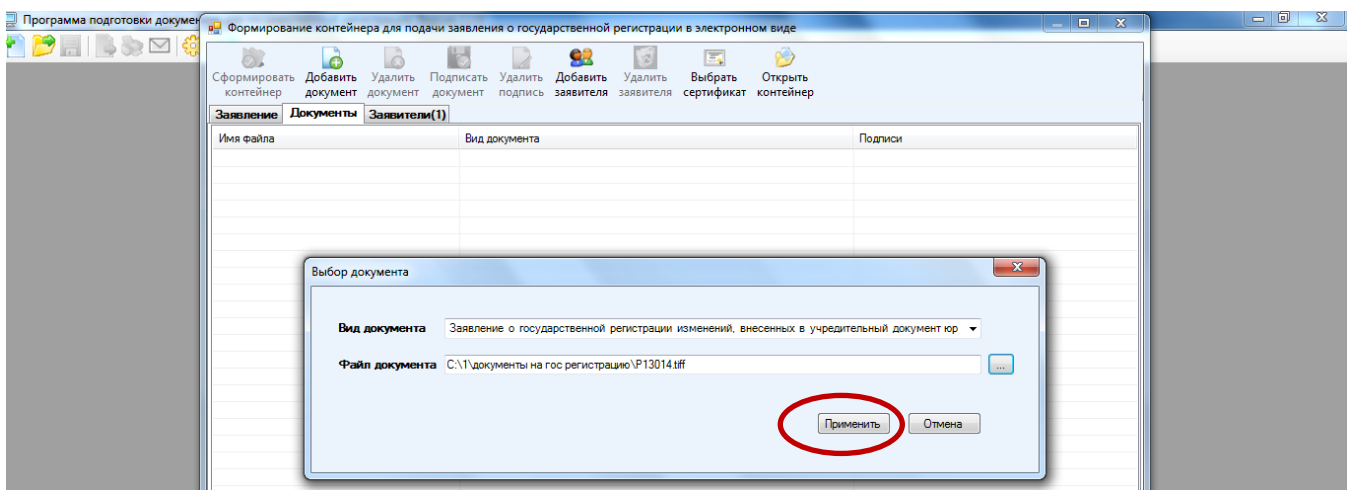 Программа подготовки докумен
Формирование контейнера для подачи заявления о государственной регистрации в электронном виде
Сформировать Добавить Удалить Подписать Удалить Добавить Удалить Выбрать Открыть
контейнер документ документ документ подпись заявителя заявителя сертификат контейнер
Заявление Документы Заявители(1)
Имя файла Вид документа Подписи
Выбор документа
Вид документа Заявление о государственной регистрации изменений, внесенных в учредительный документ юр
Файл документа C:\1\документы на гос регистрацию\P13014.tiff ...
Применить Отмена